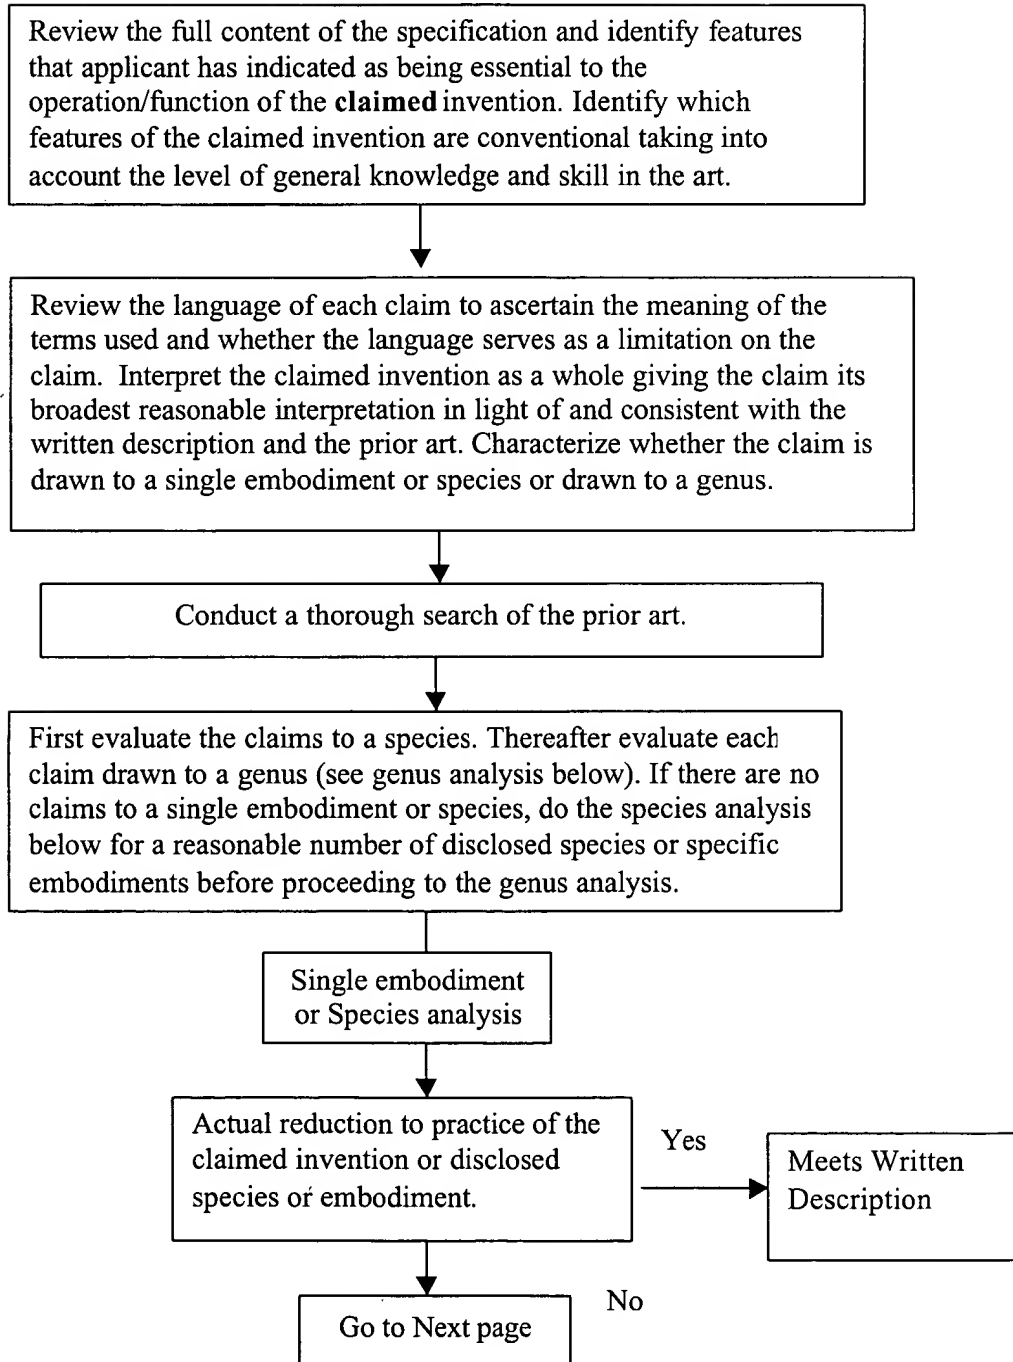 Review the full content of the specification and identify features
that applicant has indicated as being essential to the
operation/function of the claimed invention. Identify which
features of the claimed invention are conventional taking into
account the level of general knowledge and skill in the art.
Review the language of each claim to ascertain the meaning of the
terms used and whether the language serves as a limitation on the
claim. Interpret the claimed invention as a whole giving the claim its
broadest reasonable interpretation in light of and consistent with the
written description and the prior art. Characterize whether the claim is
drawn to a single embodiment or species or drawn to a genus.
Conduct a thorough search of the prior art.
First evaluate the claims to a species. Thereafter evaluate each
claim drawn to a genus (see genus analysis below). If there are no
claims to a single embodiment or species, do the species analysis
below for a reasonable number of disclosed species or specific
embodiments before proceeding to the genus analysis.
Single embodiment
or Species analysis
Actual reduction to practice of the
claimed invention or disclosed
species or embodiment.
Yes
Meets Written
Description
No
Go to Next page